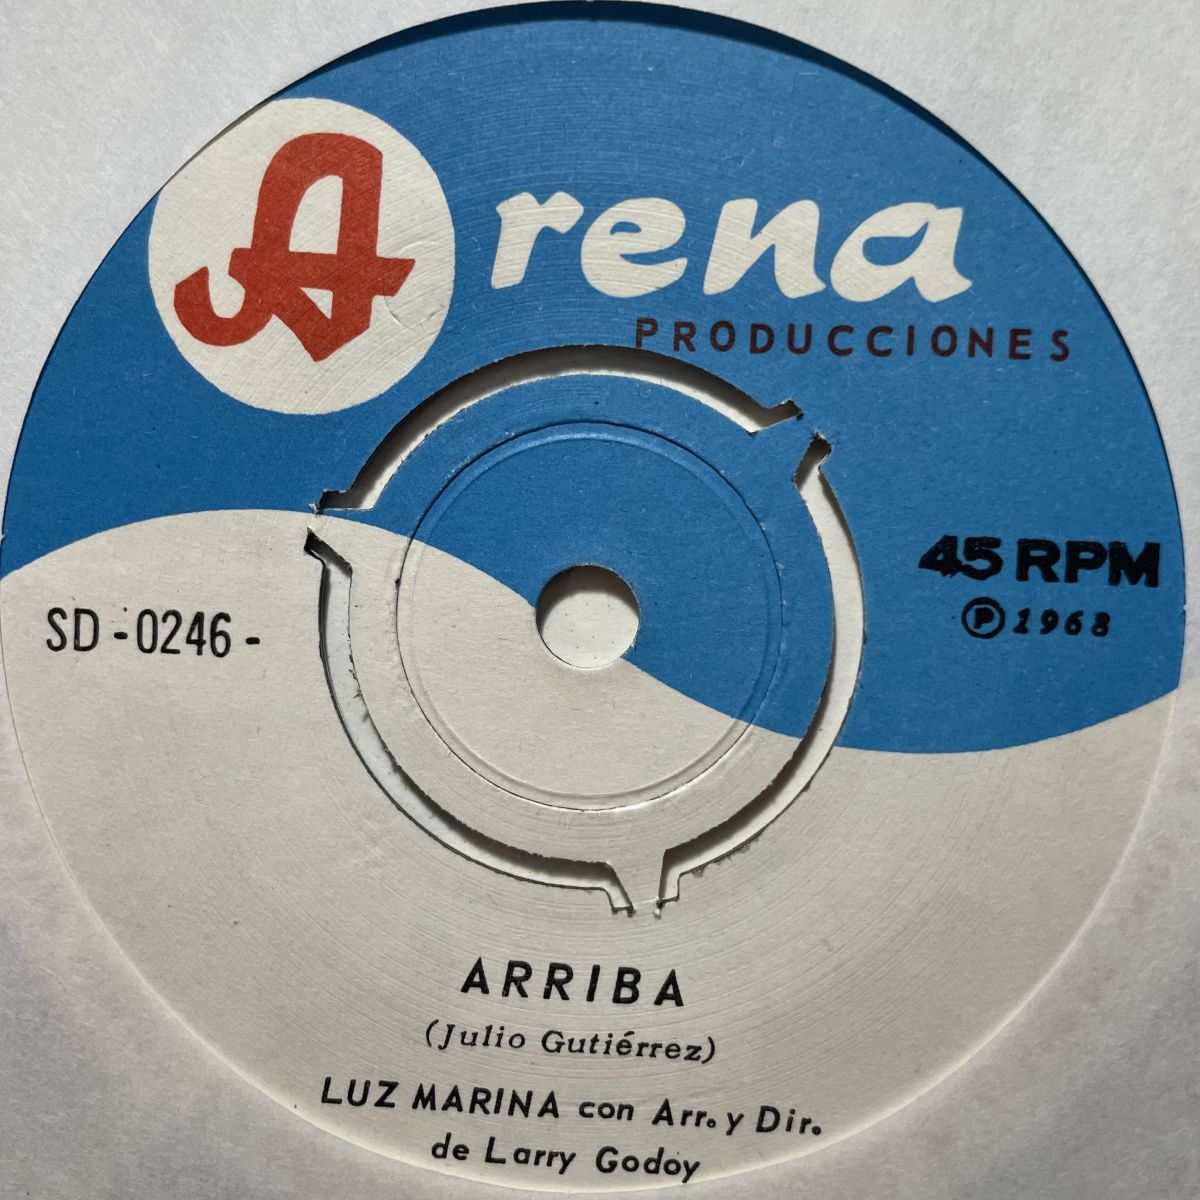 Arena
PRODUCCIONES
45 RPM
Ⓟ 1968
SD - 0246 -
ARRIBA
(Julio Gutiérrez)
LUZ MARINA con Arr. y Dir.
de Larry Godoy